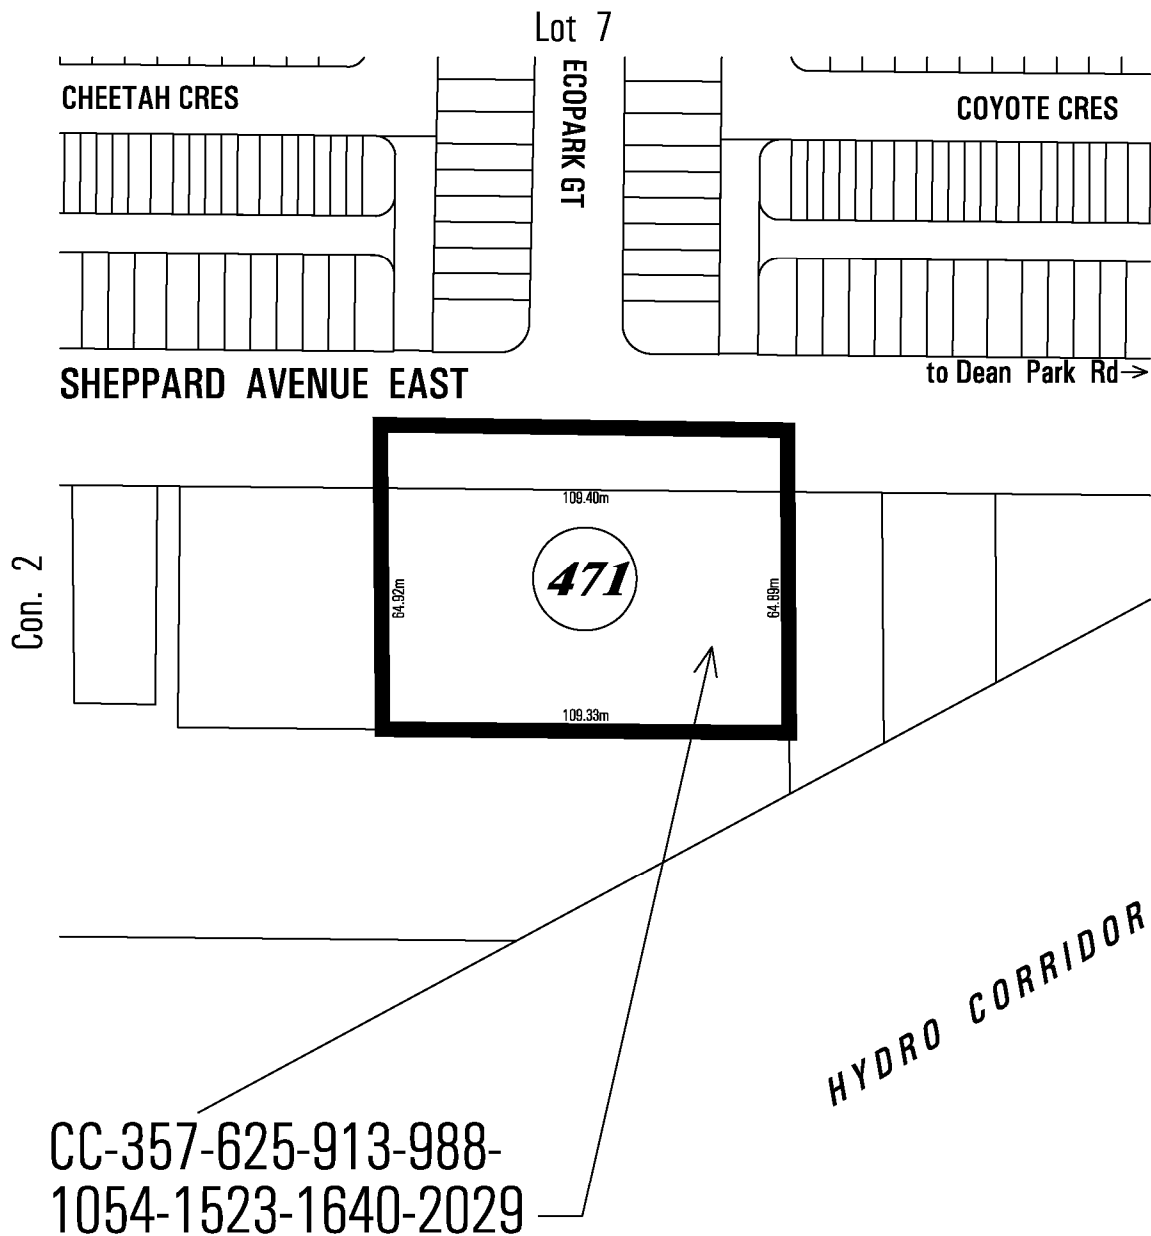 Lot 7
CHEETAH CRES
ECOPARK GT
COYOTE CRES
SHEPPARD AVENUE EAST
to Dean Park Rd→
109.40m
Con. 2
64.92m
471
64.89m
109.33m
HYDRO CORRIDOR
CC-357-625-913-988-
1054-1523-1640-2029